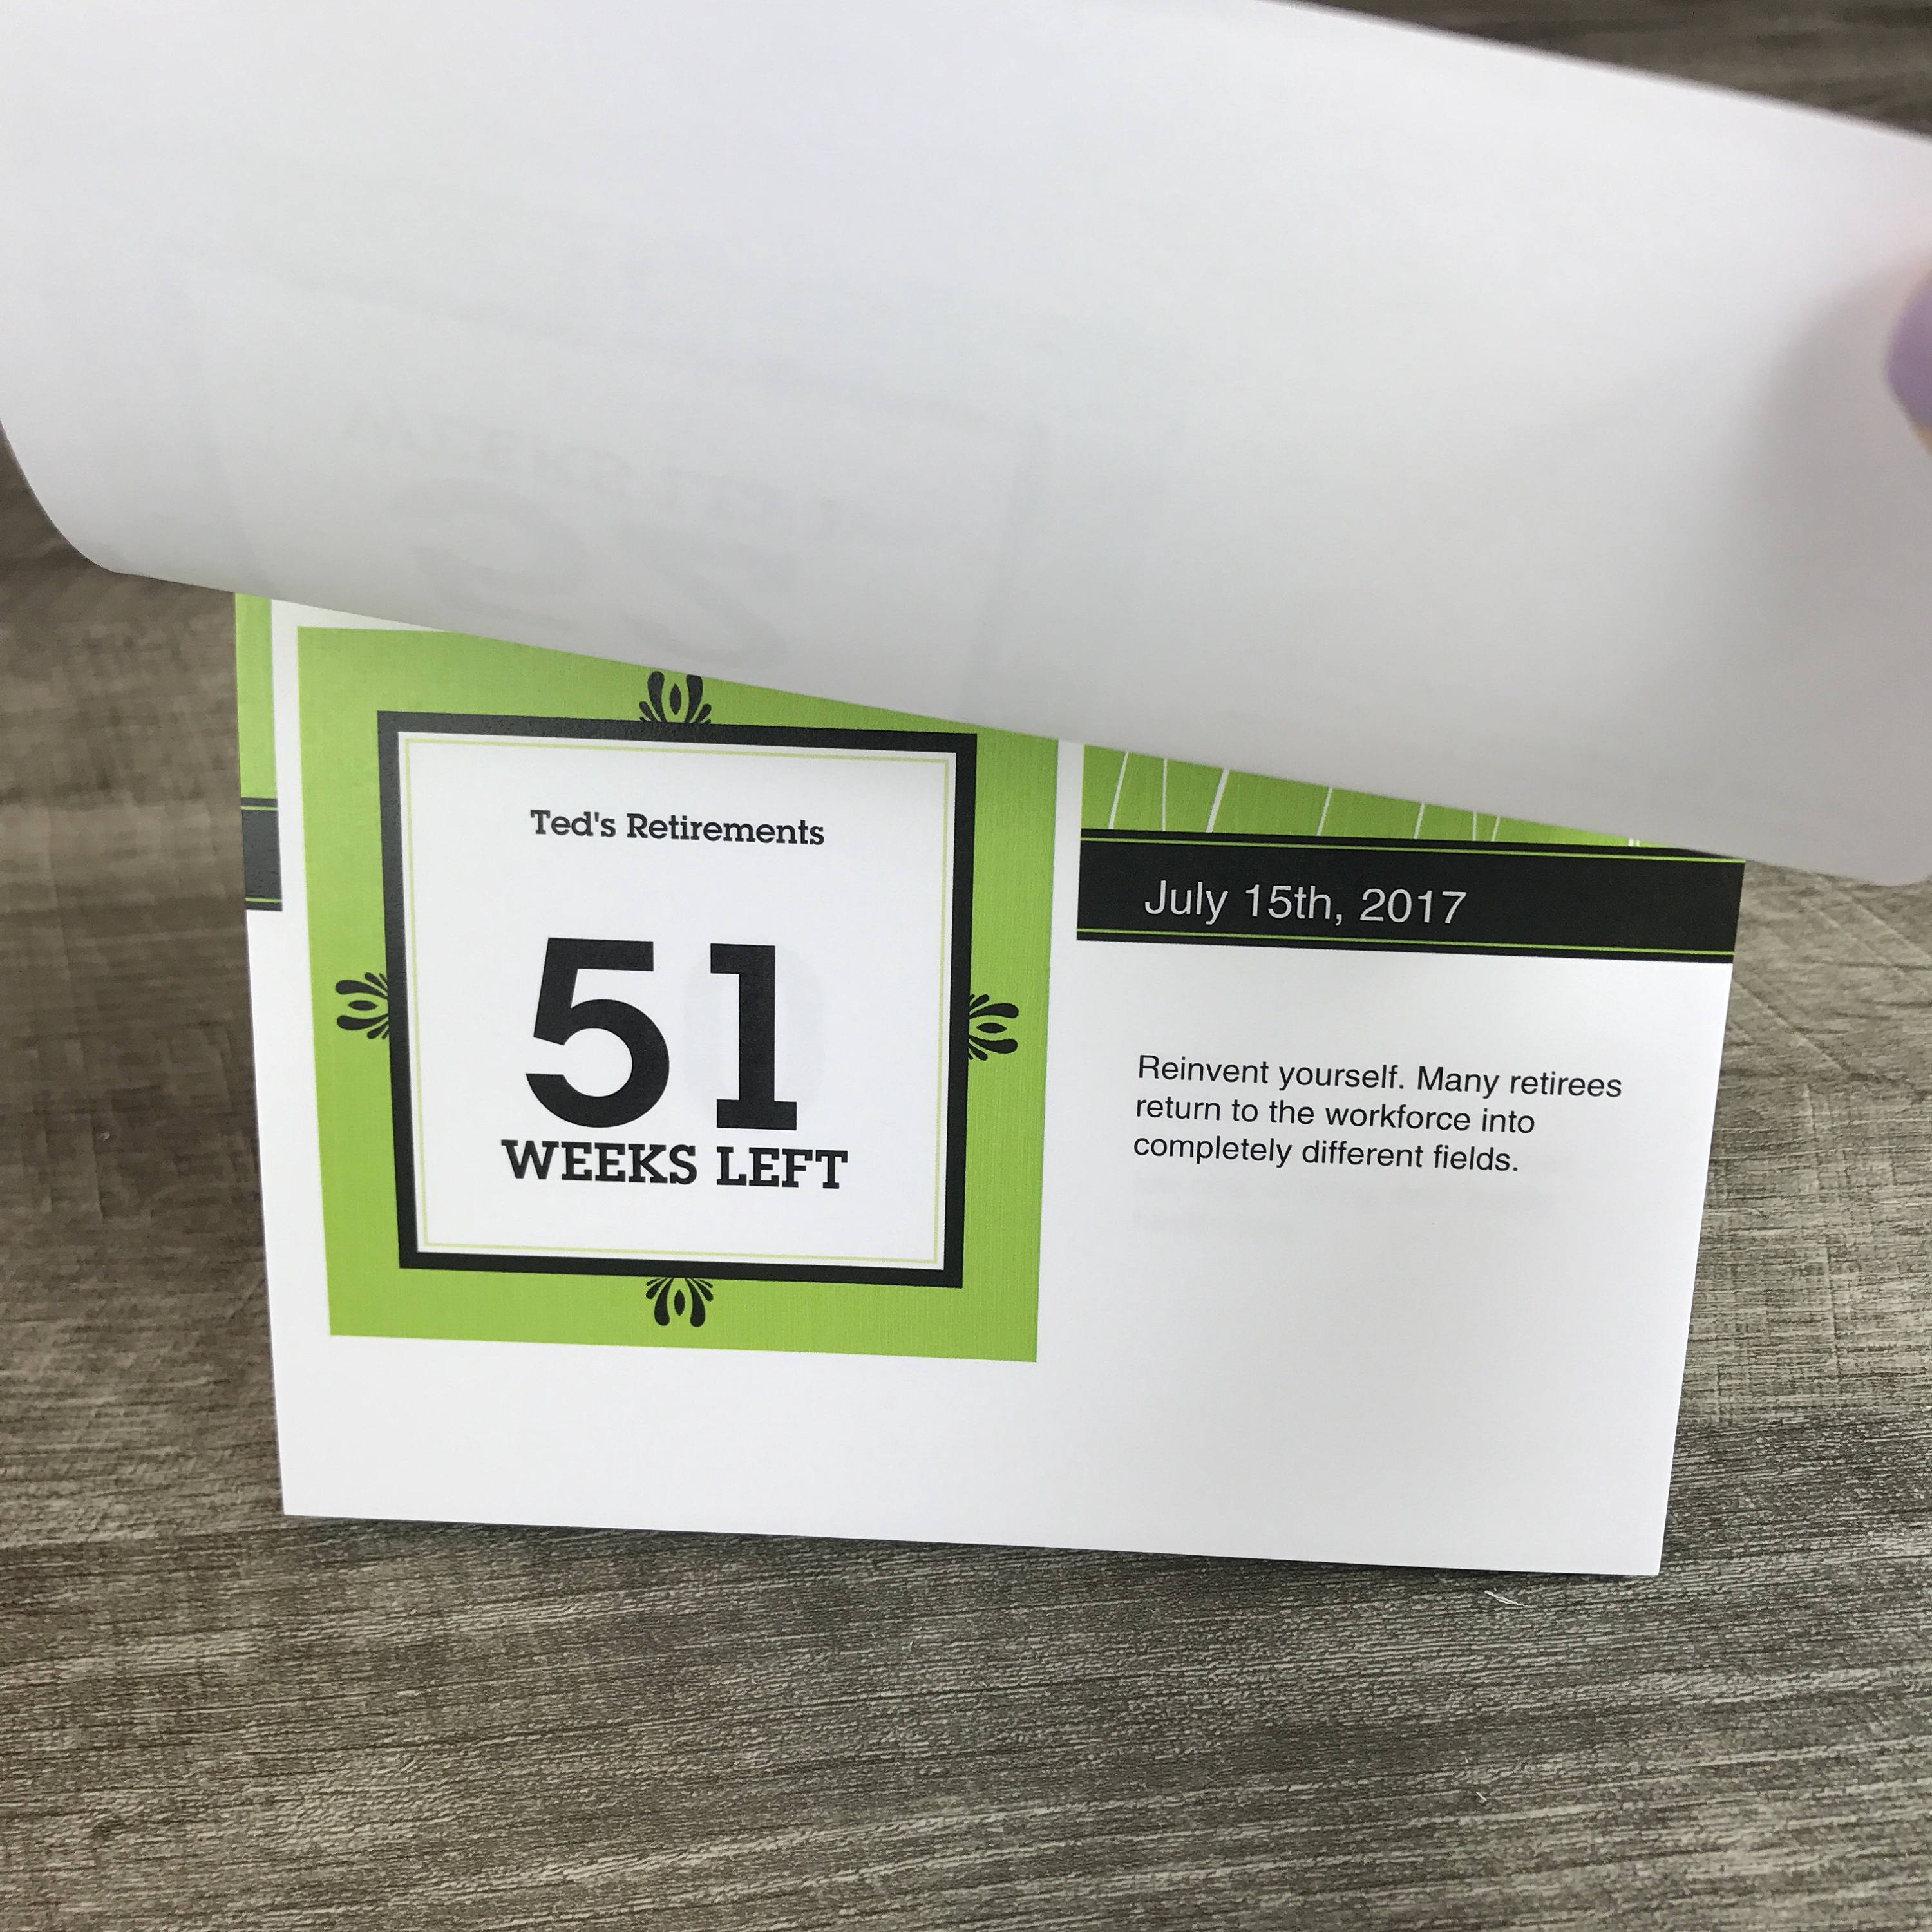 Ted's Retirements
51
WEEKS LEFT
July 15th, 2017
Reinvent yourself. Many retirees
return to the workforce into
completely different fields.